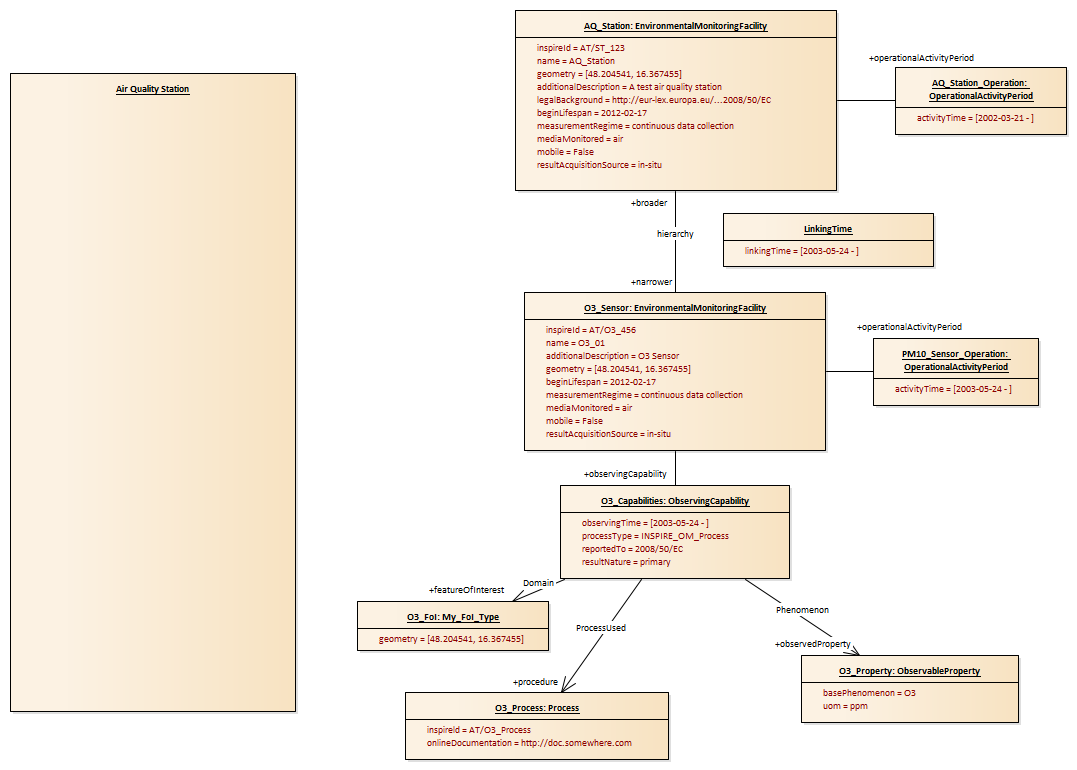 Air Quality Station
AQ_Station: EnvironmentalMonitoringFacility
inspireId = AT/ST_123
name = AQ_Station
geometry = [48.204541, 16.367455]
additionalDescription = A test air quality station
legalBackground = http://eur-lex.europa.eu/...2008/50/EC
beginLifespan = 2012-02-17
measurementRegime = continuous data collection
mediaMonitored = air
mobile = False
resultAcquisitionSource = in-situ
+operationalActivityPeriod
AQ_Station_Operation:
OperationalActivityPeriod
activityTime = [2002-03-21 - ]
+broader
hierarchy
+narrower
LinkingTime
linkingTime = [2003-05-24 - ]
O3_Sensor: EnvironmentalMonitoringFacility
inspireId = AT/O3_456
name = O3_01
additionalDescription = O3 Sensor
geometry = [48.204541, 16.367455]
beginLifespan = 2012-02-17
measurementRegime = continuous data collection
mediaMonitored = air
mobile = False
resultAcquisitionSource = in-situ
+operationalActivityPeriod
PM10_Sensor_Operation:
OperationalActivityPeriod
activityTime = [2003-05-24 - ]
+observingCapability
O3_Capabilities: ObservingCapability
observingTime = [2003-05-24 - ]
processType = INSPIRE_OM_Process
reportedTo = 2008/50/EC
resultNature = primary
Domain
+featureOfInterest
O3_FoI: My_FoI_Type
geometry = [48.204541, 16.367455]
ProcessUsed
+procedure
O3_Process: Process
inspireId = AT/O3_Process
onlineDocumentation = http://doc.somewhere.com
Phenomenon
+observedProperty
O3_Property: ObservableProperty
basePhenomenon = O3
uom = ppm